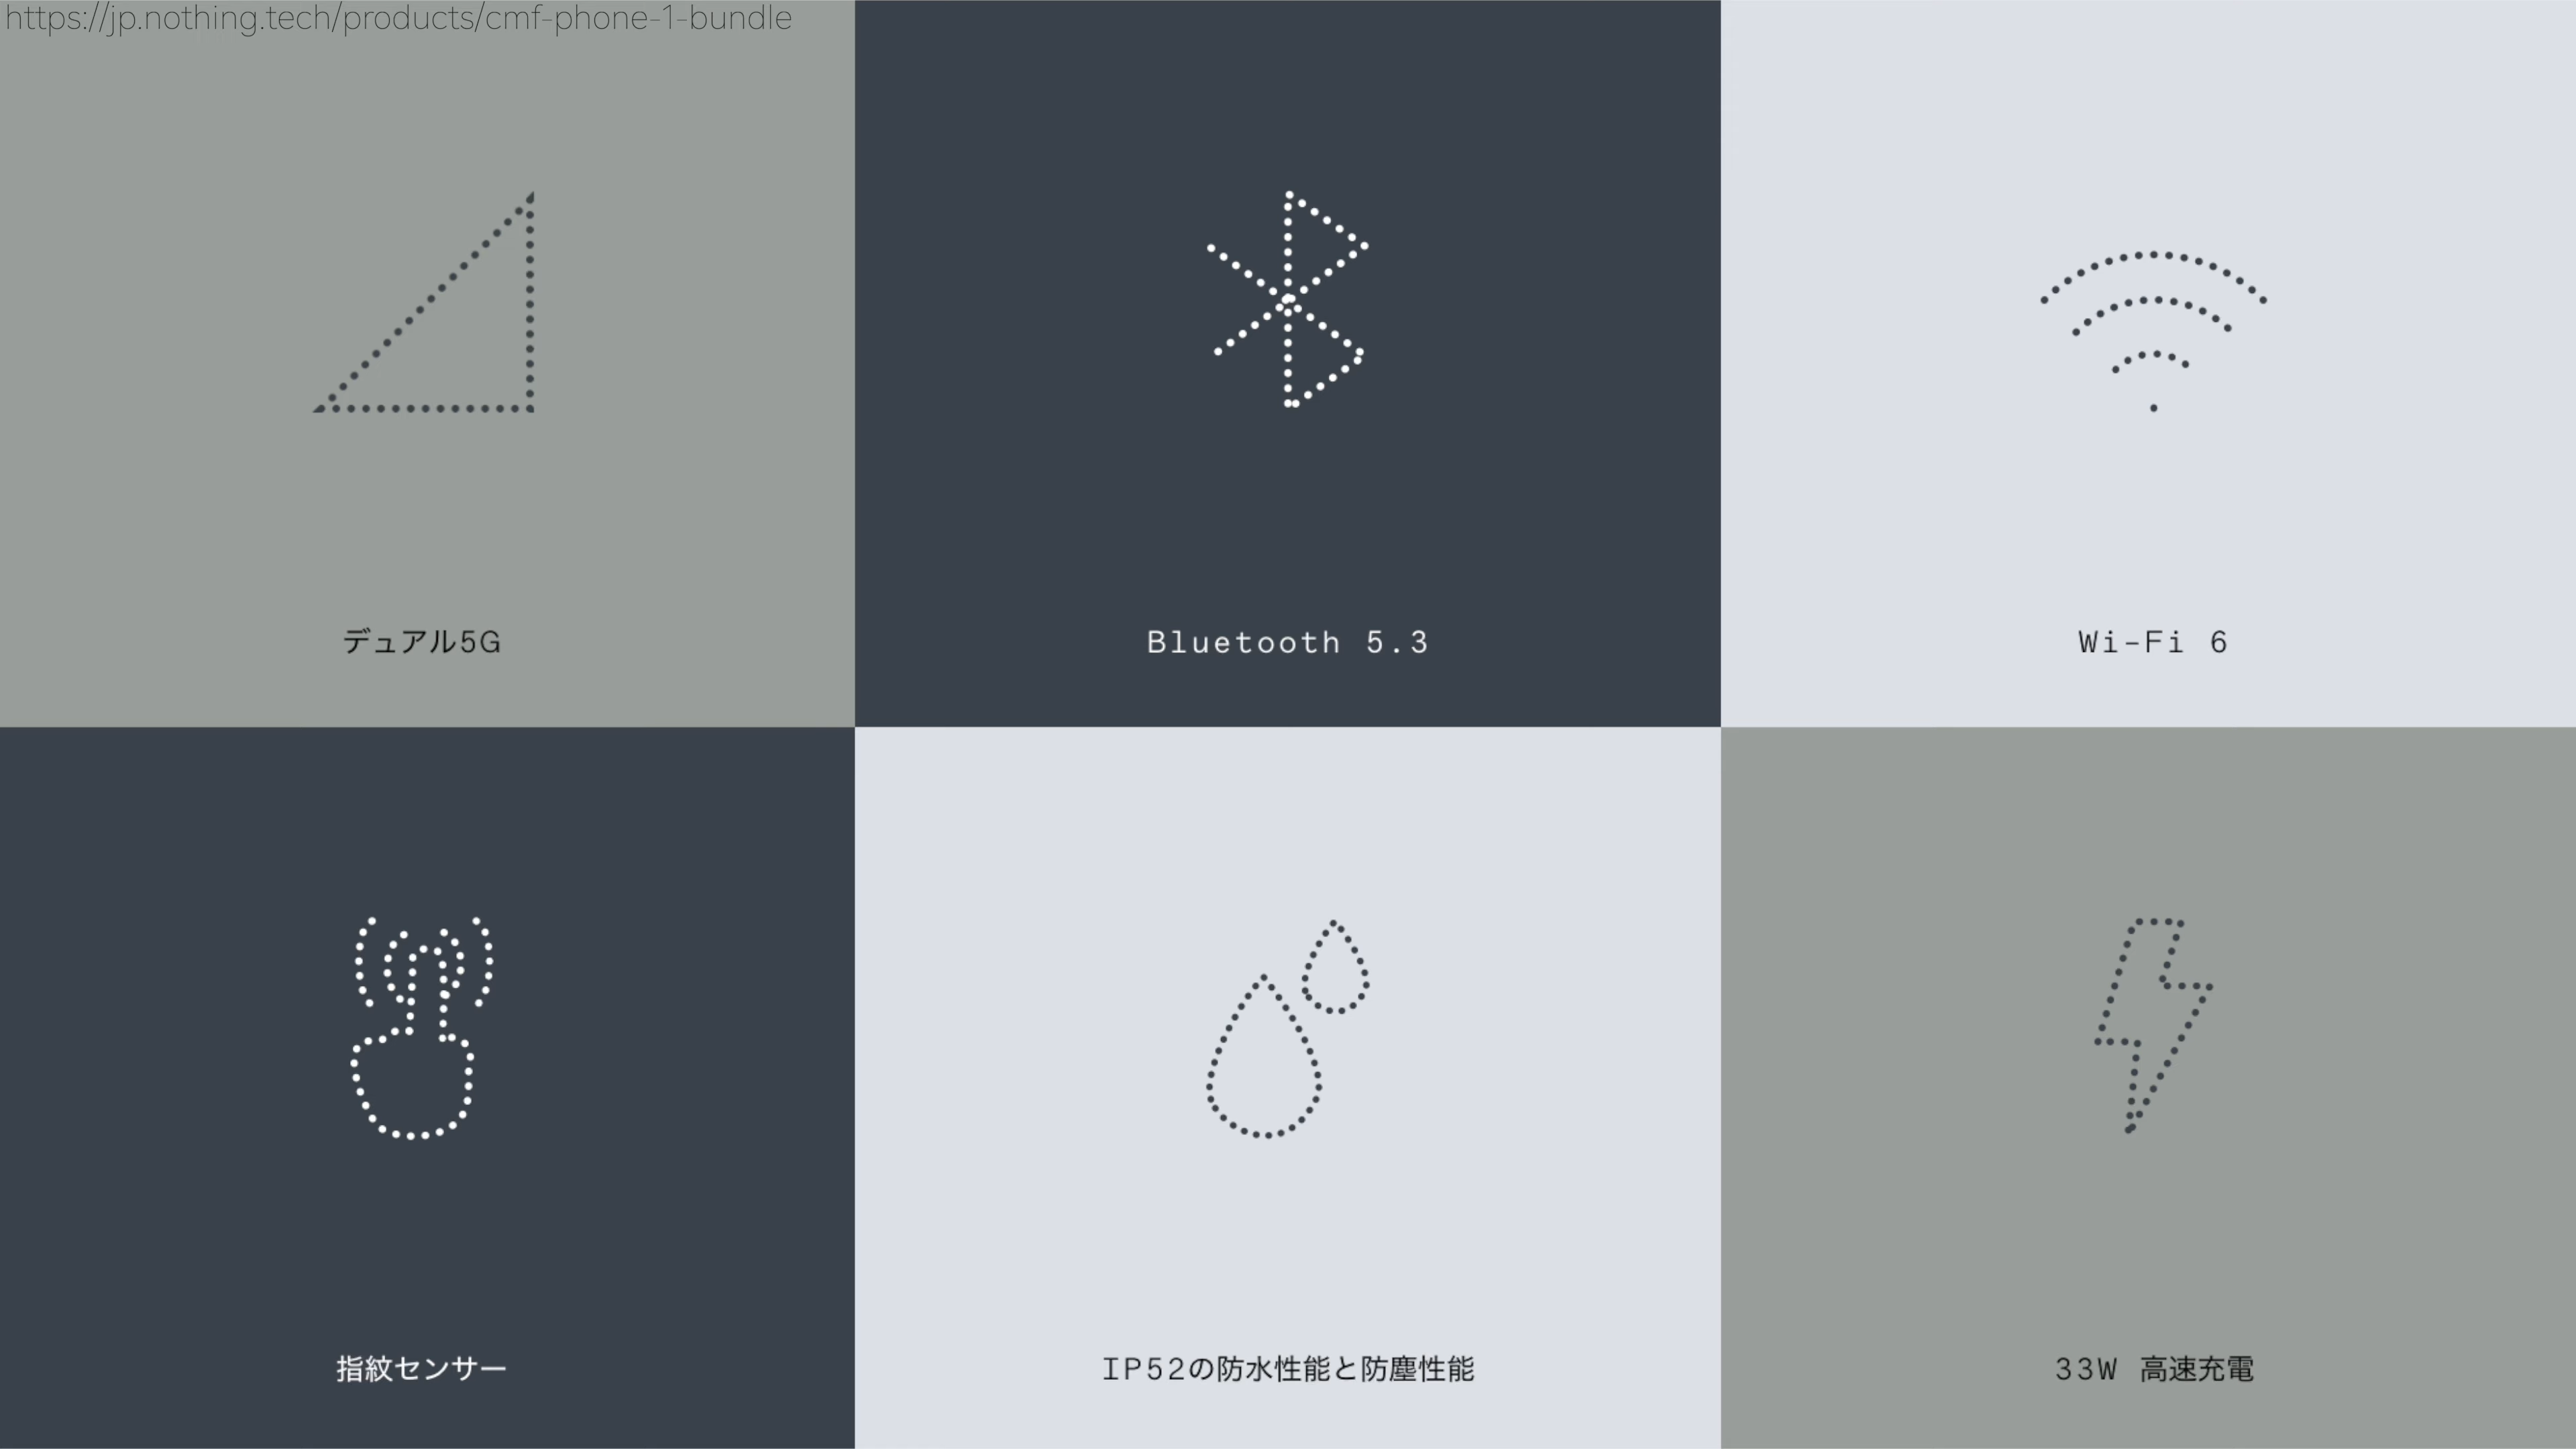 https://jp.nothing.tech/products/cmf-phone-1-bundle
デュアル5G
Bluetooth 5.3
Wi-Fi 6
指紋センサー
IP52の防水性能と防塵性能
33W 高速充電